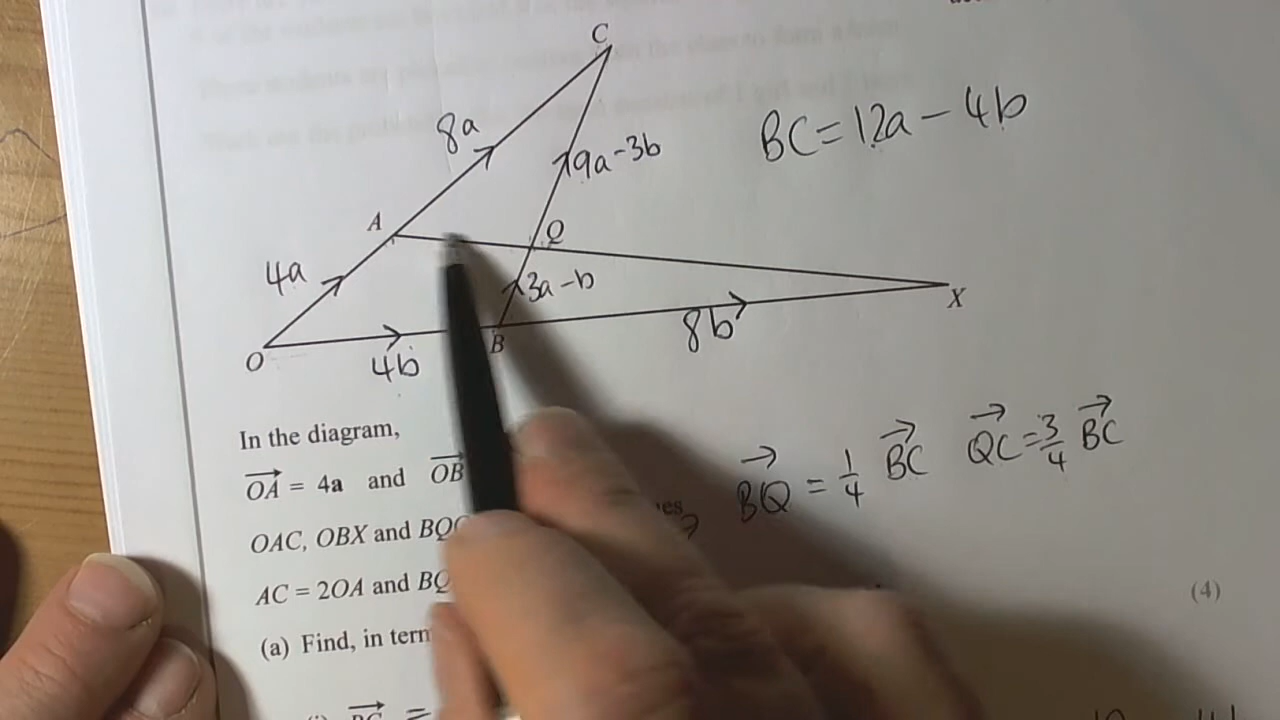 C
BC = 12a - 4b
8a
9a-3b
A
Q
4a
3a-b
X
8b
O
4b
B
In the diagram,
OA = 4a and OB
BQ = 1/4 BC QC = 3/4 BC
OAC, OBX and BQC
AC = 2OA and BQ
(4)
(a) Find, in term